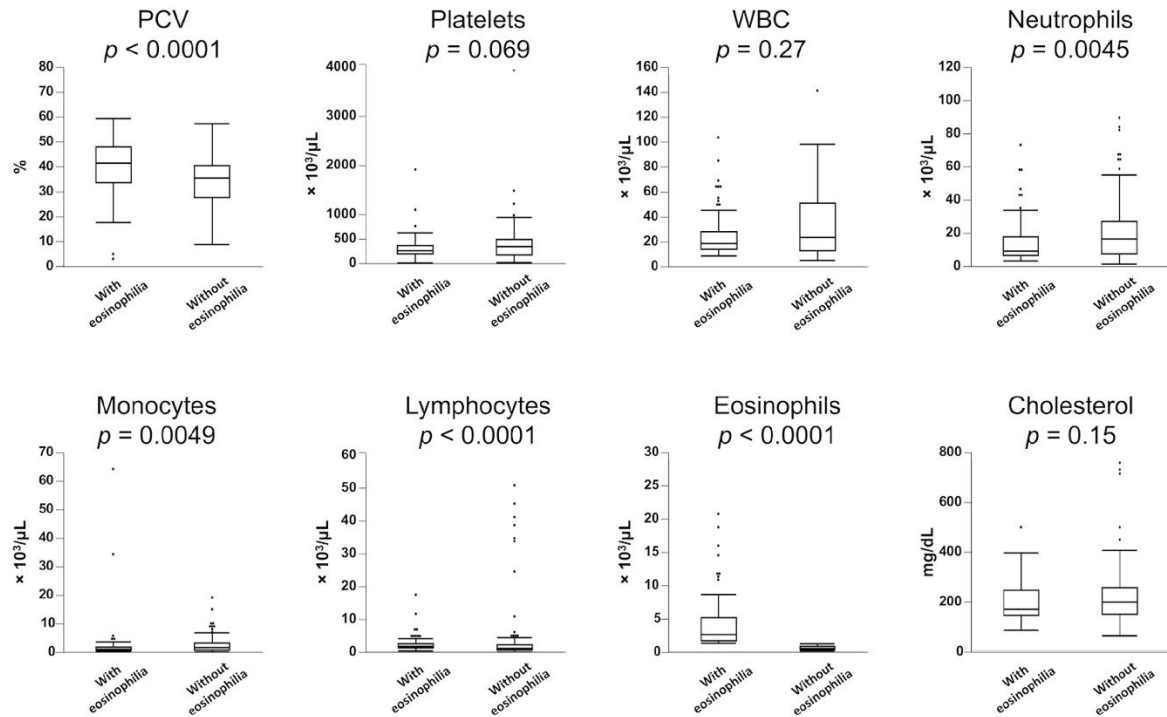 PCV
p < 0.0001
80
70
60
50
40
30
20
10
0
%
With
eosinophilia
Without
eosinophilia
Platelets
p = 0.069
4000
3000
2000
1000
500
0
× 10³/µL
With
eosinophilia
Without
eosinophilia
WBC
p = 0.27
160
140
120
100
80
60
40
20
0
× 10³/µL
With
eosinophilia
Without
eosinophilia
Neutrophils
p = 0.0045
120
100
80
60
40
20
0
× 10³/µL
With
eosinophilia
Without
eosinophilia
Monocytes
p = 0.0049
70
60
50
40
30
20
10
0
× 10³/µL
With
eosinophilia
Without
eosinophilia
Lymphocytes
p < 0.0001
60
50
40
30
20
10
0
× 10³/µL
With
eosinophilia
Without
eosinophilia
Eosinophils
p < 0.0001
30
25
20
15
10
5
0
× 10³/µL
With
eosinophilia
Without
eosinophilia
Cholesterol
p = 0.15
800
600
400
200
0
mg/dL
With
eosinophilia
Without
eosinophilia